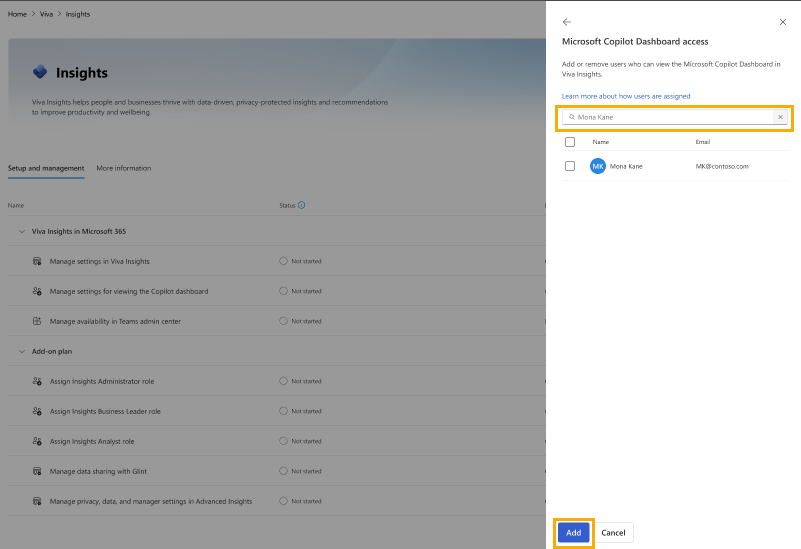 Home > Viva > Insights
Insights
Viva Insights helps people and businesses thrive with data-driven, privacy-protected insights and recommendations
to improve productivity and wellbeing.
Setup and management More information
Name Status
Viva Insights in Microsoft 365
Manage settings in Viva Insights Not started
Manage settings for viewing the Copilot dashboard Not started
Manage availability in Teams admin center Not started
Add-on plan
Assign Insights Administrator role Not started
Assign Insights Business Leader role Not started
Assign Insights Analyst role Not started
Manage data sharing with Glint Not started
Manage privacy, data, and manager settings in Advanced Insights Not started
Microsoft Copilot Dashboard access
Add or remove users who can view the Microsoft Copilot Dashboard in
Viva Insights.
Learn more about how users are assigned
Mona Kane
Name Email
MK Mona Kane MK@contoso.com
Add Cancel